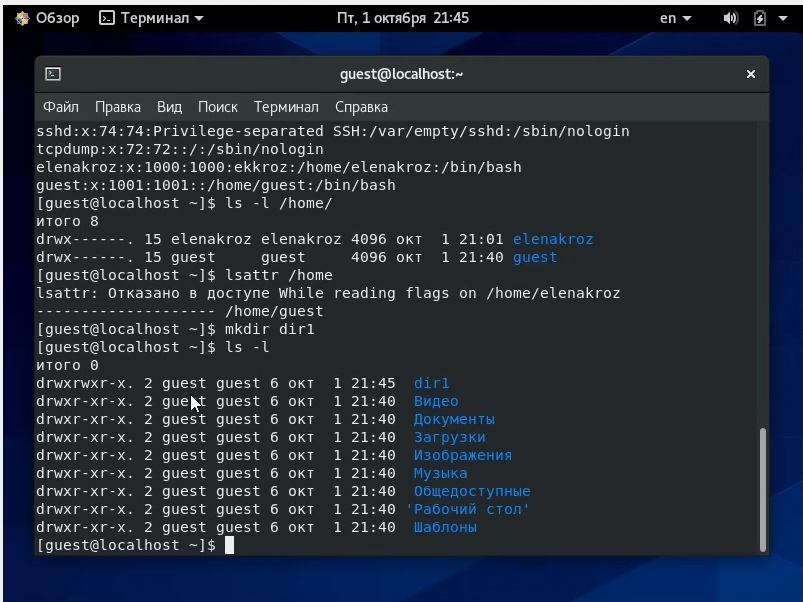 Обзор Терминал Пт, 1 октября 21:45 en
guest@localhost:~ ×
Файл Правка Вид Поиск Терминал Справка
sshd:x:74:74:Privilege-separated SSH:/var/empty/sshd:/sbin/nologin
tcpdump:x:72:72::/:/sbin/nologin
elenakroz:x:1000:1000:ekkroz:/home/elenakroz:/bin/bash
guest:x:1001:1001::/home/guest:/bin/bash
[guest@localhost ~]$ ls -l /home/
итого 8
drwx------. 15 elenakroz elenakroz 4096 окт  1 21:01 elenakroz
drwx------. 15 guest     guest     4096 окт  1 21:40 guest
[guest@localhost ~]$ lsattr /home
lsattr: Отказано в доступе While reading flags on /home/elenakroz
-------------------- /home/guest
[guest@localhost ~]$ mkdir dir1
[guest@localhost ~]$ ls -l
итого 0
drwxrwxr-x. 2 guest guest 6 окт  1 21:45  dir1
drwxr-xr-x. 2 guest guest 6 окт  1 21:40  Видео
drwxr-xr-x. 2 guest guest 6 окт  1 21:40  Документы
drwxr-xr-x. 2 guest guest 6 окт  1 21:40  Загрузки
drwxr-xr-x. 2 guest guest 6 окт  1 21:40  Изображения
drwxr-xr-x. 2 guest guest 6 окт  1 21:40  Музыка
drwxr-xr-x. 2 guest guest 6 окт  1 21:40  Общедоступные
drwxr-xr-x. 2 guest guest 6 окт  1 21:40 'Рабочий стол'
drwxr-xr-x. 2 guest guest 6 окт  1 21:40  Шаблоны
[guest@localhost ~]$